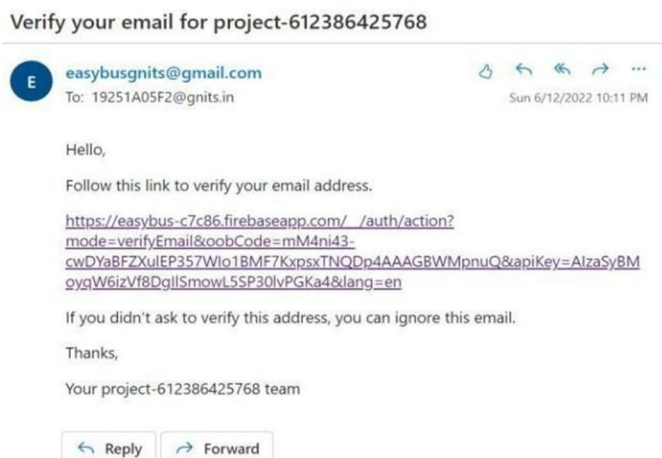 Verify your email for project-612386425768
E
easybusgnits@gmail.com
To: 19251A05F2@gnits.in
Sun 6/12/2022 10:11 PM
Hello,
Follow this link to verify your email address.
https://easybus-c7c86.firebaseapp.com/__/auth/action?
mode=verifyEmail&oobCode=mM4ni43-
cwDYaBFZXulEP357WIo1BMF7KxpsxTNQDp4AAAGBWMpnuQ&apiKey=AIzaSyBM
oyqW6izVf8DgIlSmowL5SP30lvPGKa4&lang=en
If you didn't ask to verify this address, you can ignore this email.
Thanks,
Your project-612386425768 team
Reply Forward